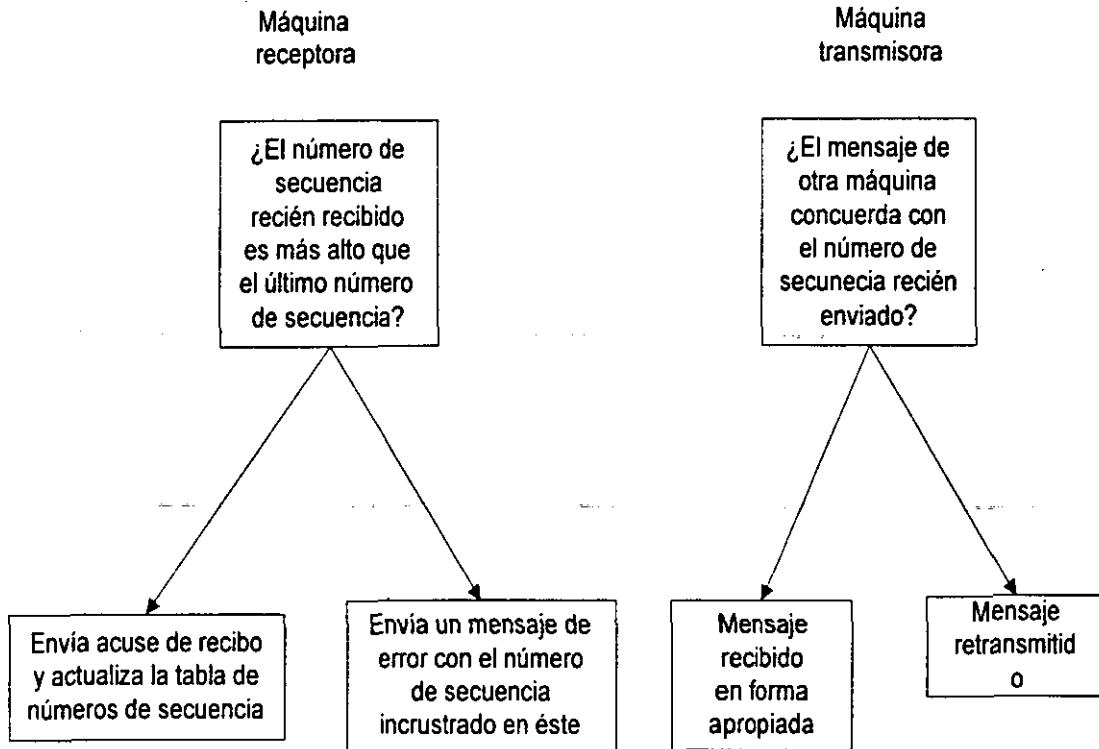 Máquina
receptora
Máquina
transmisora
¿El número de
secuencia
recién recibido
es más alto que
el último número
de secuencia?
¿El mensaje de
otra máquina
concuerda con
el número de
secunecia recién
enviado?
Envía acuse de recibo
y actualiza la tabla de
números de secuencia
Envía un mensaje de
error con el número
de secuencia
incrustrado en éste
Mensaje
recibido
en forma
apropiada
Mensaje
retransmitid
o